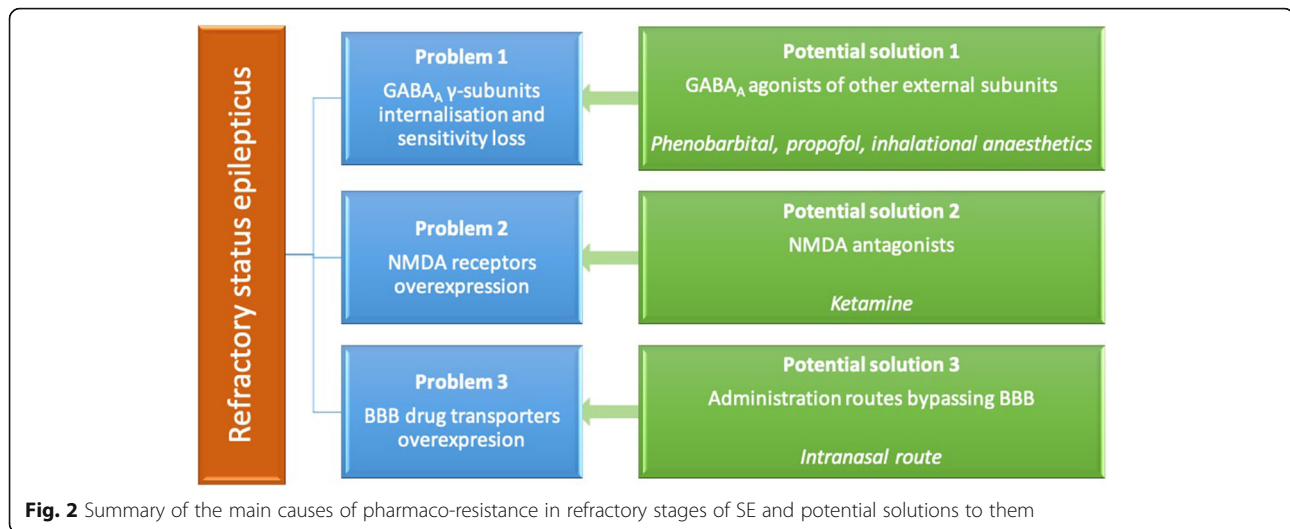 Refractory status epilepticus
Problem 1
GABAA γ-subunits
internalisation and
sensitivity loss
Potential solution 1
GABAA agonists of other external subunits
Phenobarbital, propofol, inhalational anaesthetics
Problem 2
NMDA receptors
overexpression
Potential solution 2
NMDA antagonists
Ketamine
Problem 3
BBB drug transporters
overexpresion
Potential solution 3
Administration routes bypassing BBB
Intranasal route
Fig. 2 Summary of the main causes of pharmaco-resistance in refractory stages of SE and potential solutions to them